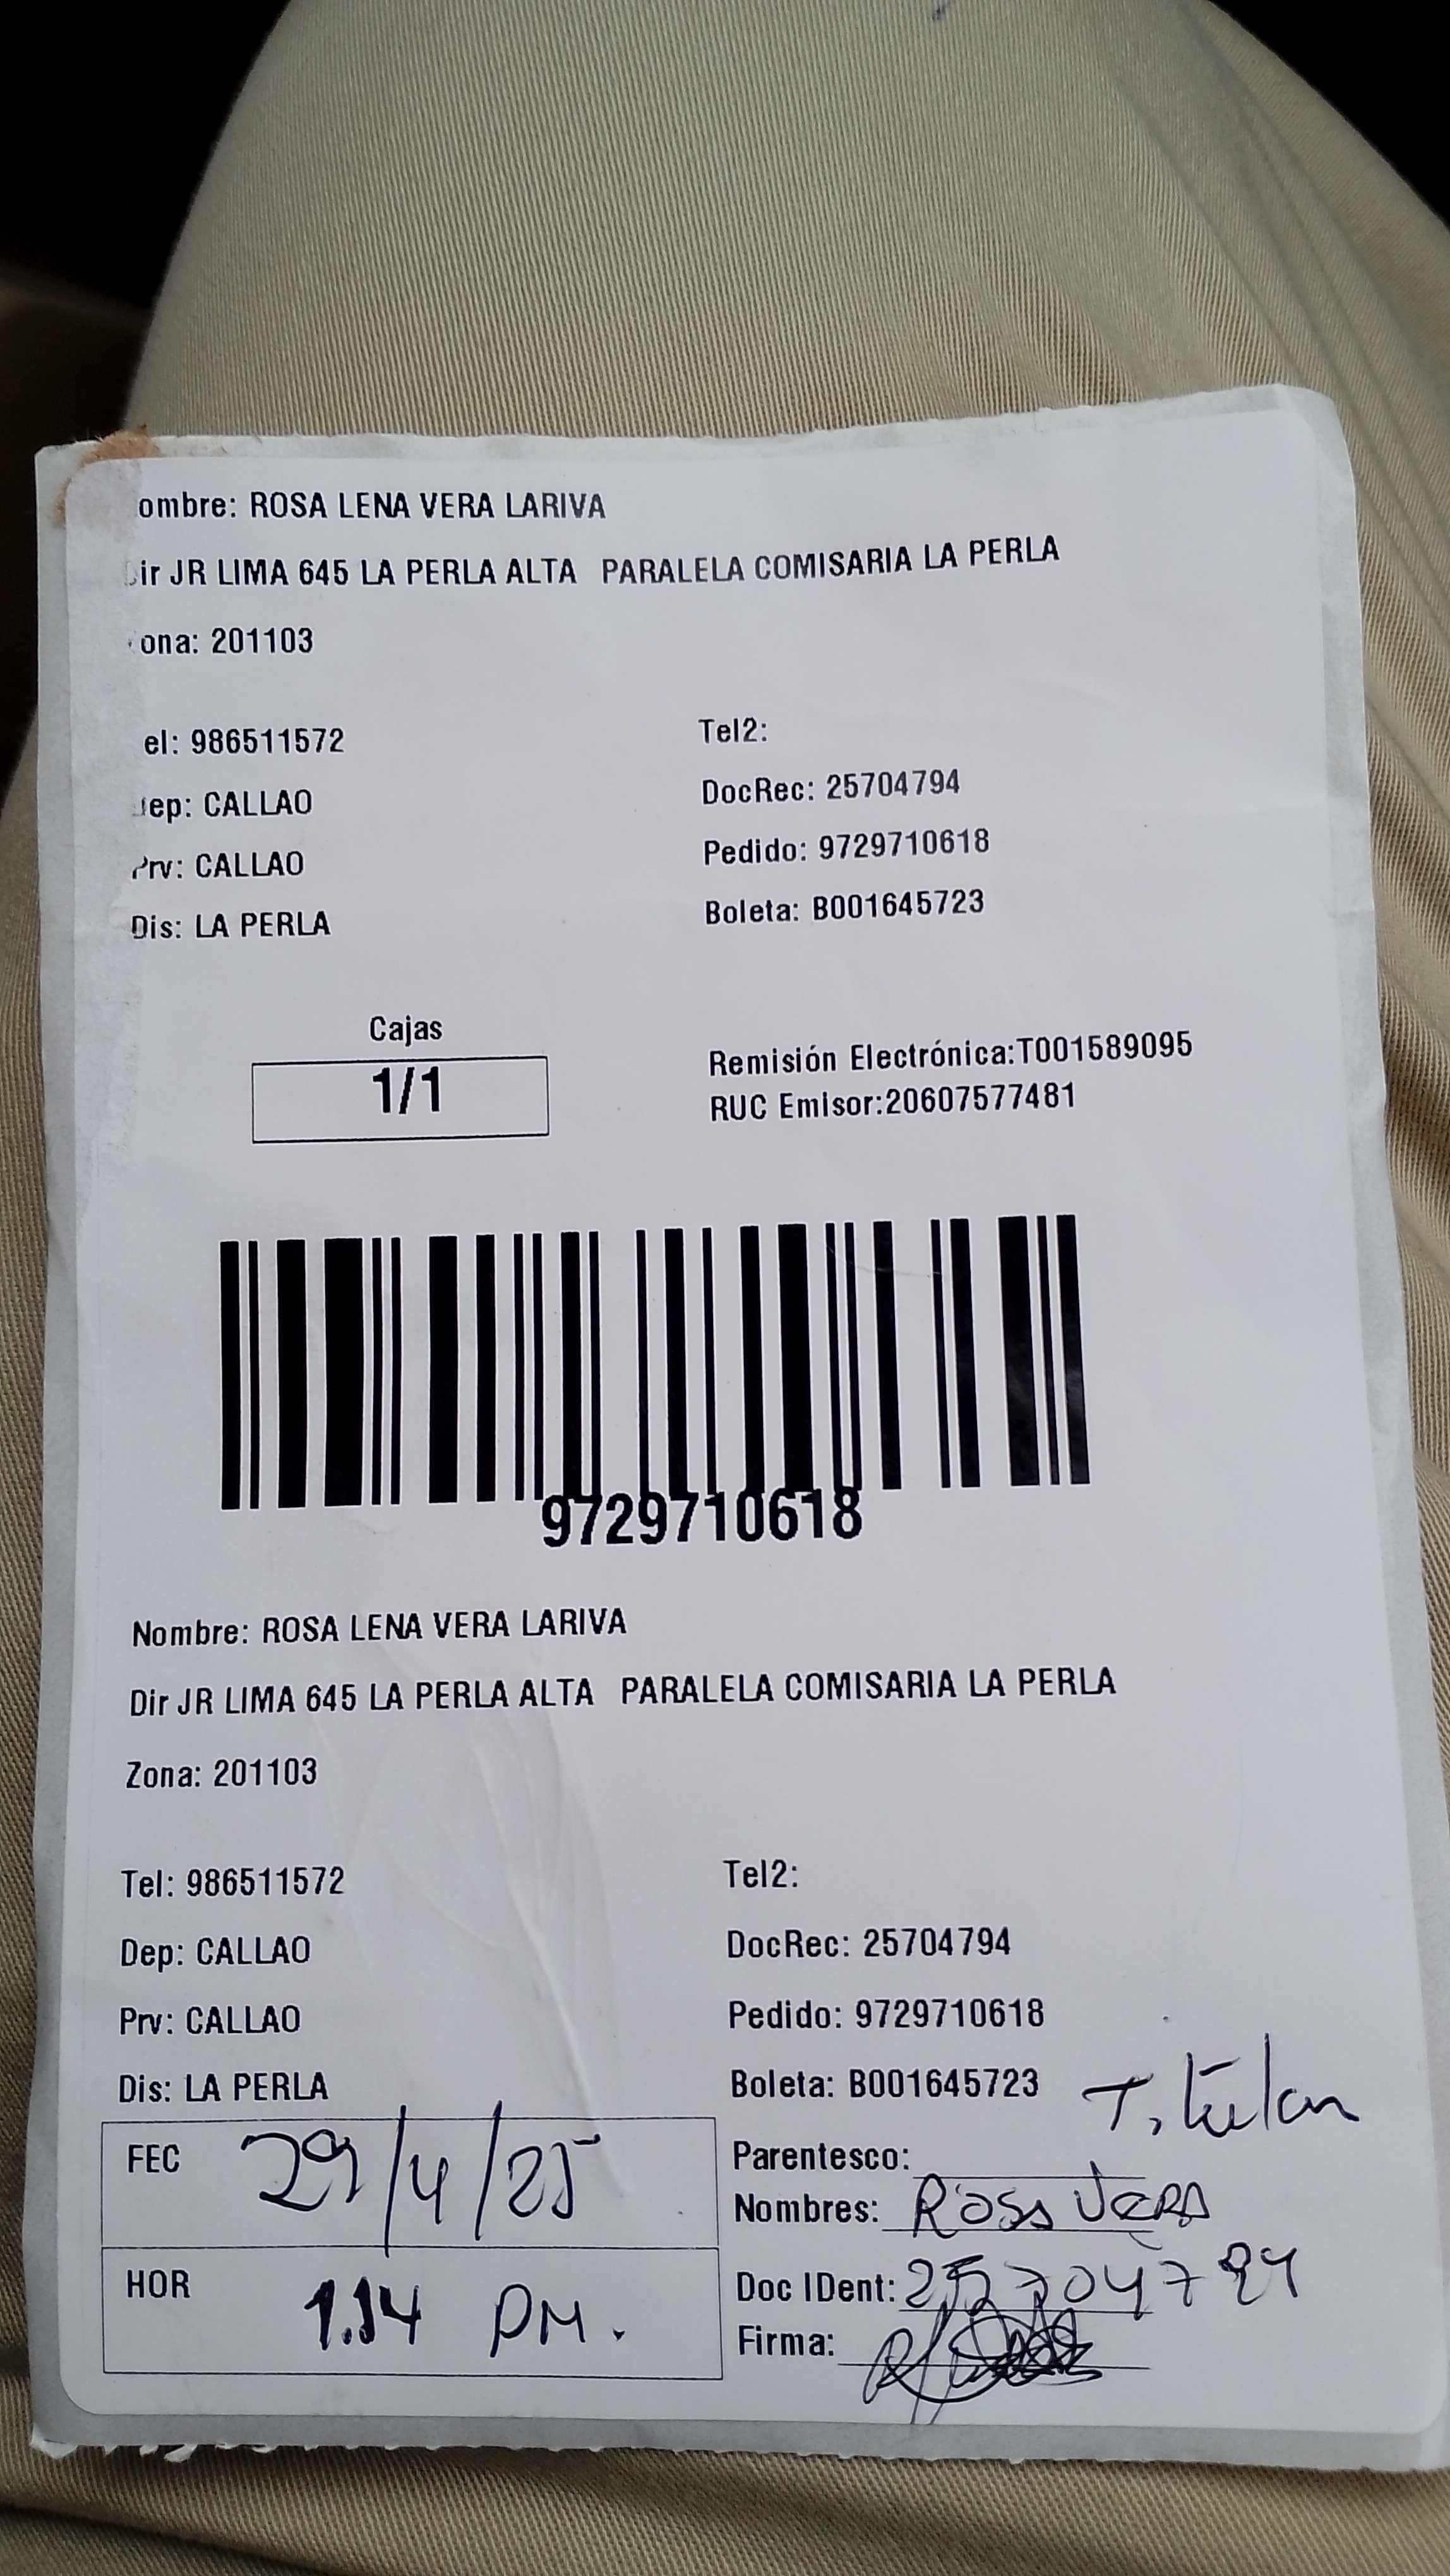 ombre: ROSA LENA VERA LARIVA
ir JR LIMA 645 LA PERLA ALTA PARALELA COMISARIA LA PERLA
ona: 201103
el: 986511572 Tel2:
ep: CALLAO DocRec: 25704794
Prv: CALLAO Pedido: 9729710618
Dis: LA PERLA Boleta: B001645723
Cajas
1/1
Remisión Electrónica:T001589095
RUC Emisor:20607577481
9729710618
Nombre: ROSA LENA VERA LARIVA
Dir JR LIMA 645 LA PERLA ALTA PARALELA COMISARIA LA PERLA
Zona: 201103
Tel: 986511572 Tel2:
Dep: CALLAO DocRec: 25704794
Prv: CALLAO Pedido: 9729710618
Dis: LA PERLA Boleta: B001645723
FEC 29/4/25
HOR 1.14 PM.
Parentesco:
Nombres: ROSA VERA
Doc IDent: 25704794
Firma: